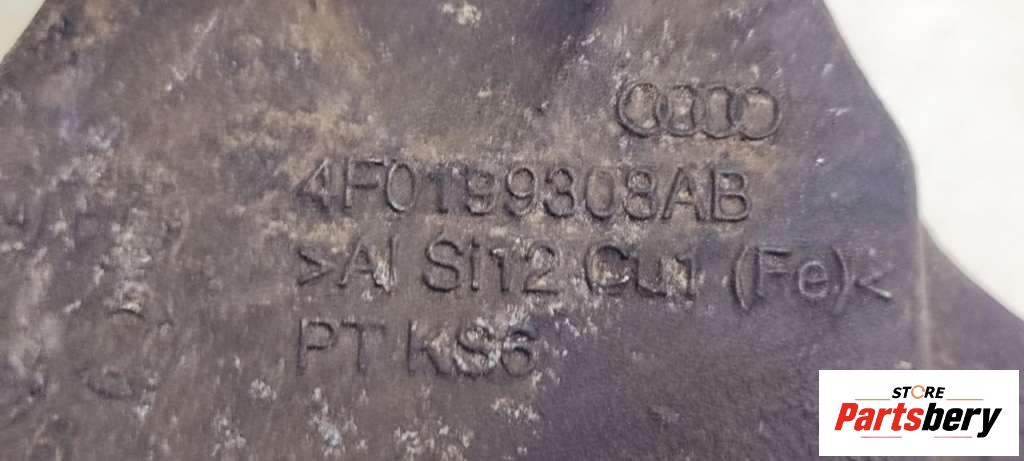 4F0199308AB
>Al Si12 Cu1 (Fe)<
PT KS6
STORE
Partsbery